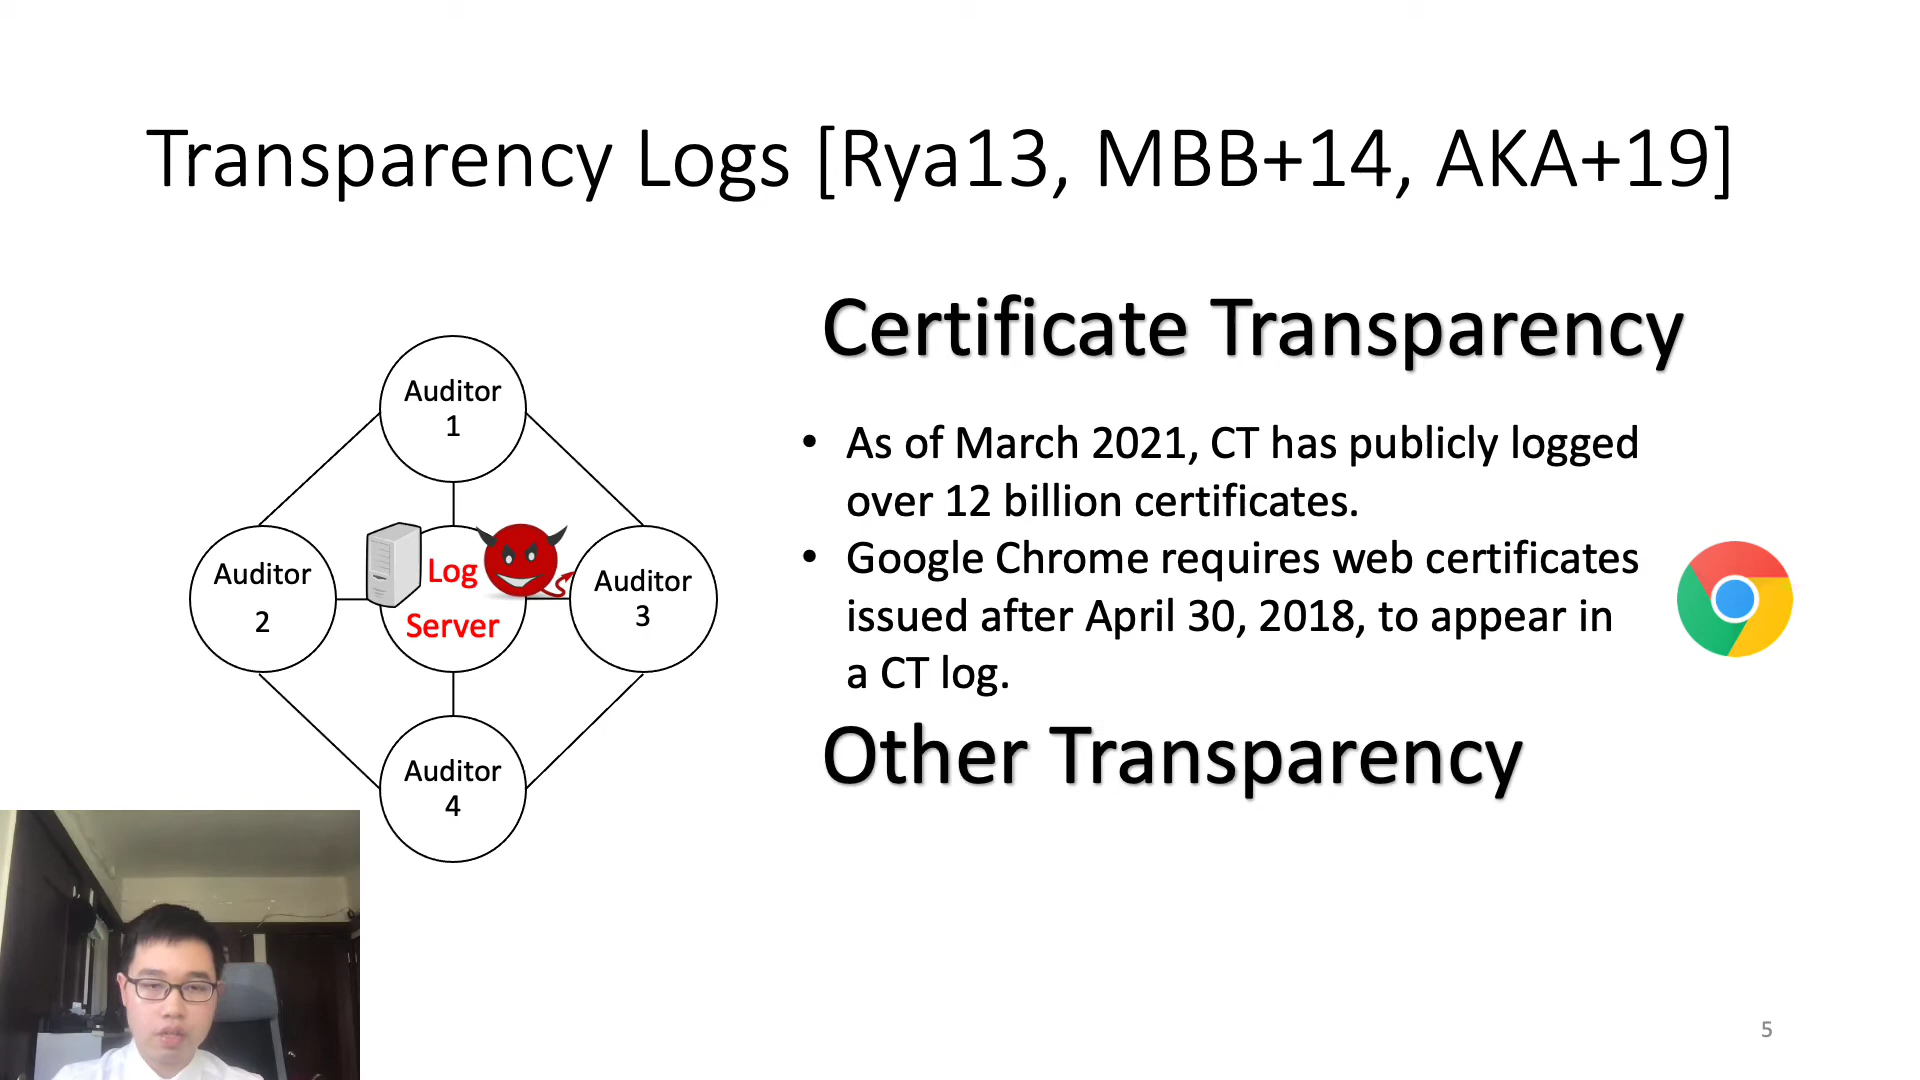 Transparency Logs [Rya13, MBB+14, AKA+19]
Auditor
1
Auditor
2
Log
Server
Auditor
3
Auditor
4
Certificate Transparency
• As of March 2021, CT has publicly logged
over 12 billion certificates.
• Google Chrome requires web certificates
issued after April 30, 2018, to appear in
a CT log.
Other Transparency
5